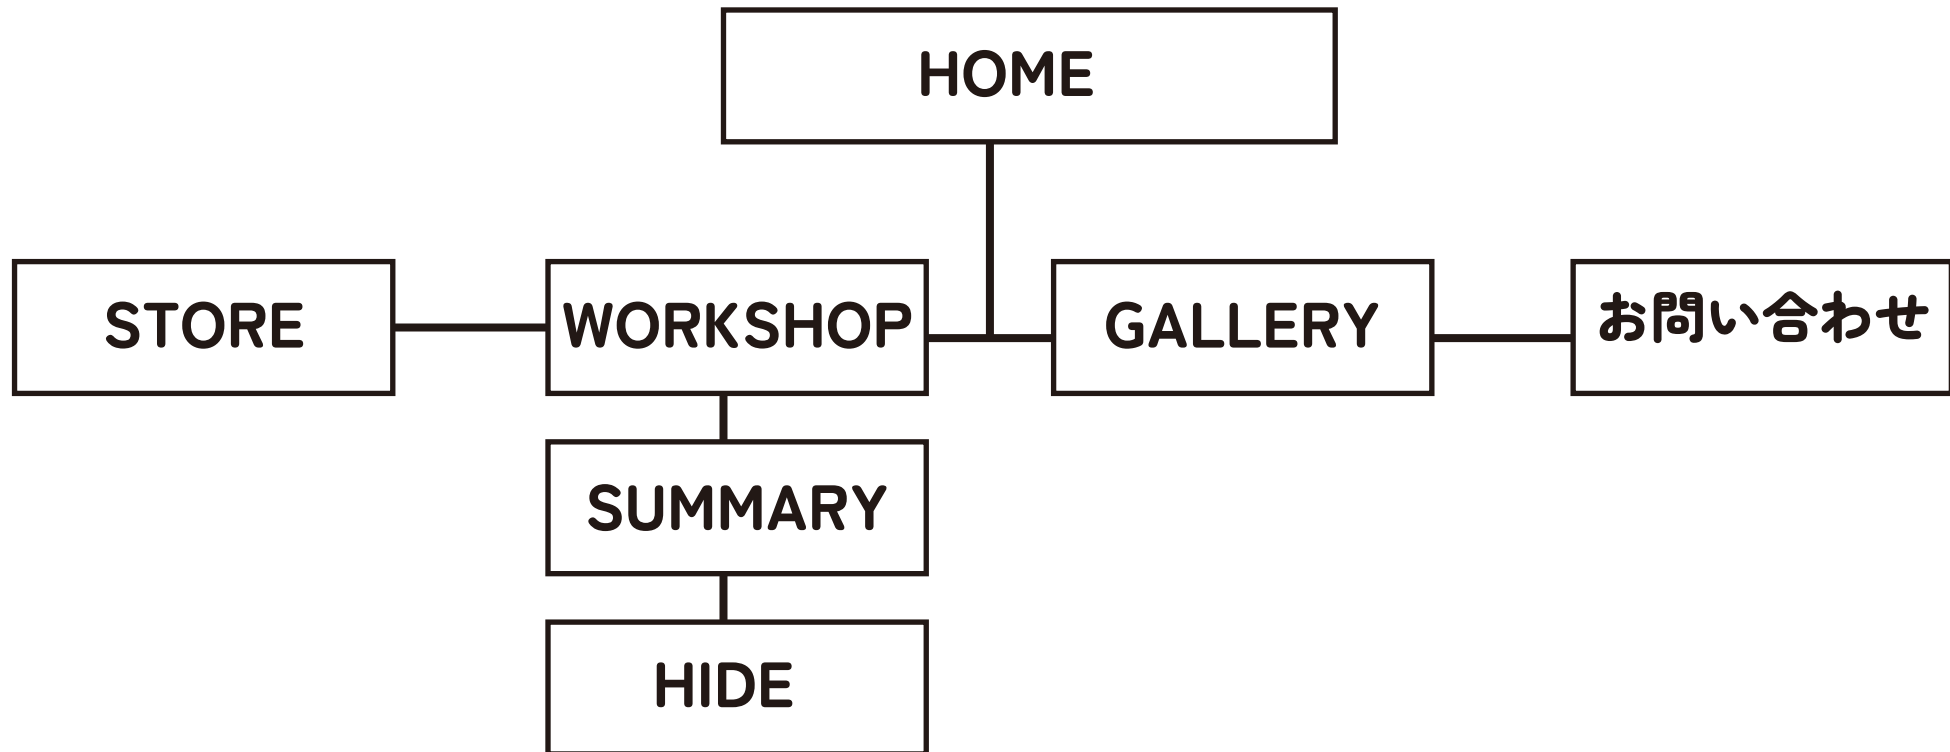 HOME
STORE
WORKSHOP
GALLERY
お問い合わせ
SUMMARY
HIDE